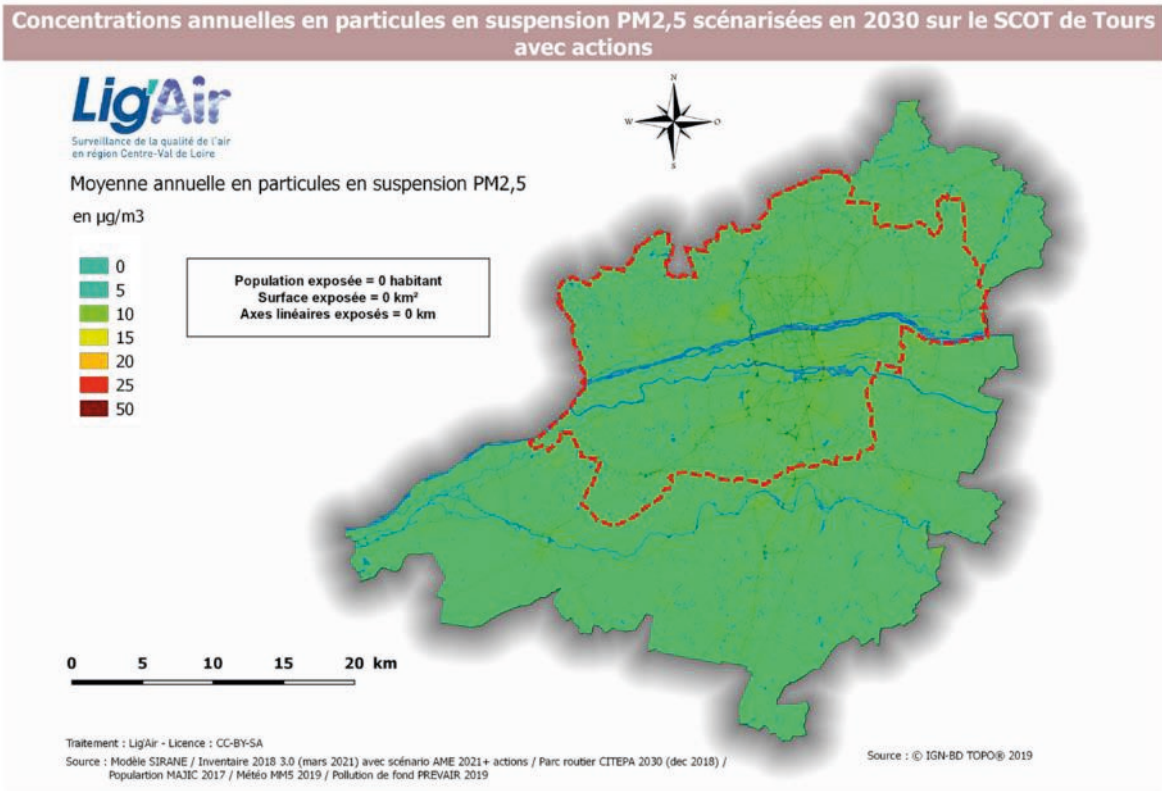 Concentrations annuelles en particules en suspension PM2,5 scénarisées en 2030 sur le SCOT de Tours
avec actions
Lig'Air
Surveillance de la qualité de l'air
en région Centre-Val de Loire
N
W
O
S
Moyenne annuelle en particules en suspension PM2,5
en µg/m3
0
5
10
15
20
25
50
Population exposée = 0 habitant
Surface exposée = 0 km²
Axes linéaires exposés = 0 km
0 5 10 15 20 km
Traitement : Lig'Air - Licence : CC-BY-SA
Source : Modèle SIRANE / Inventaire 2018 3.0 (mars 2021) avec scénario AME 2021+ actions / Parc routier CITEPA 2030 (dec 2018) /
Populartion MAJIC 2017 / Météo MM5 2019 / Pollution de fond PREVAIR 2019
Source : © IGN-BD TOPO® 2019